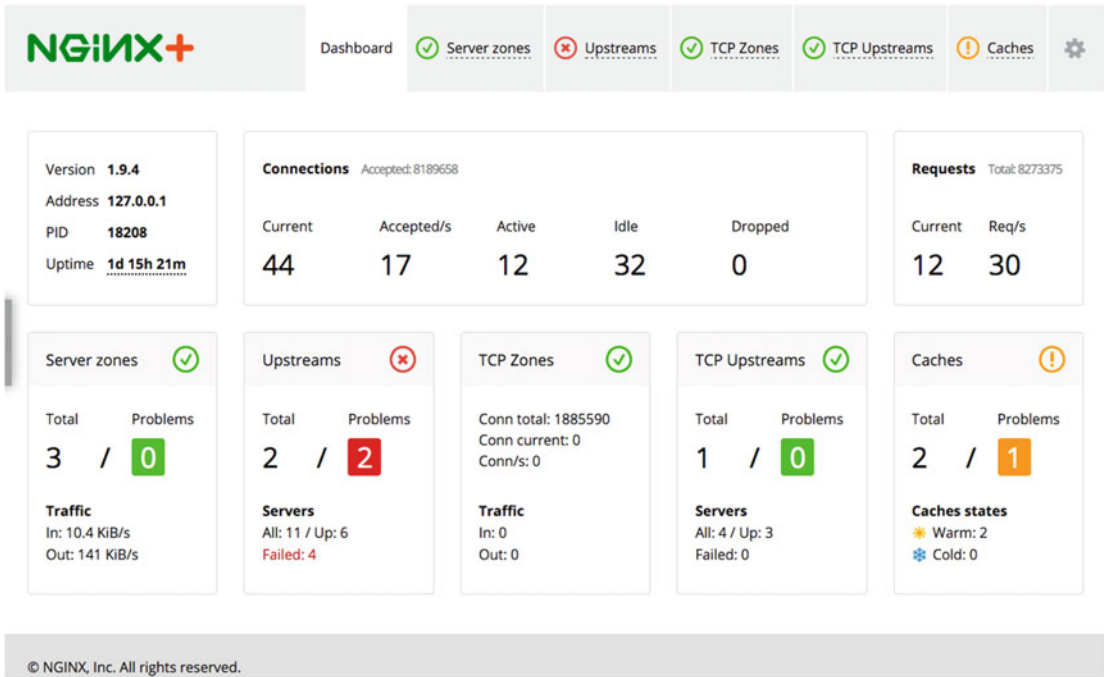 NGiNX+
Dashboard Server zones Upstreams TCP Zones TCP Upstreams Caches
Version 1.9.4
Address 127.0.0.1
PID 18208
Uptime 1d 15h 21m
Connections Accepted: 8189658
Current Accepted/s Active Idle Dropped
44 17 12 32 0
Requests Total: 8273375
Current Req/s
12 30
Server zones
Total Problems
3 / 0
Traffic
In: 10.4 KiB/s
Out: 141 KiB/s
Upstreams
Total Problems
2 / 2
Servers
All: 11 / Up: 6
Failed: 4
TCP Zones
Conn total: 1885590
Conn current: 0
Conn/s: 0
Traffic
In: 0
Out: 0
TCP Upstreams
Total Problems
1 / 0
Servers
All: 4 / Up: 3
Failed: 0
Caches
Total Problems
2 / 1
Caches states
Warm: 2
Cold: 0
© NGINX, Inc. All rights reserved.